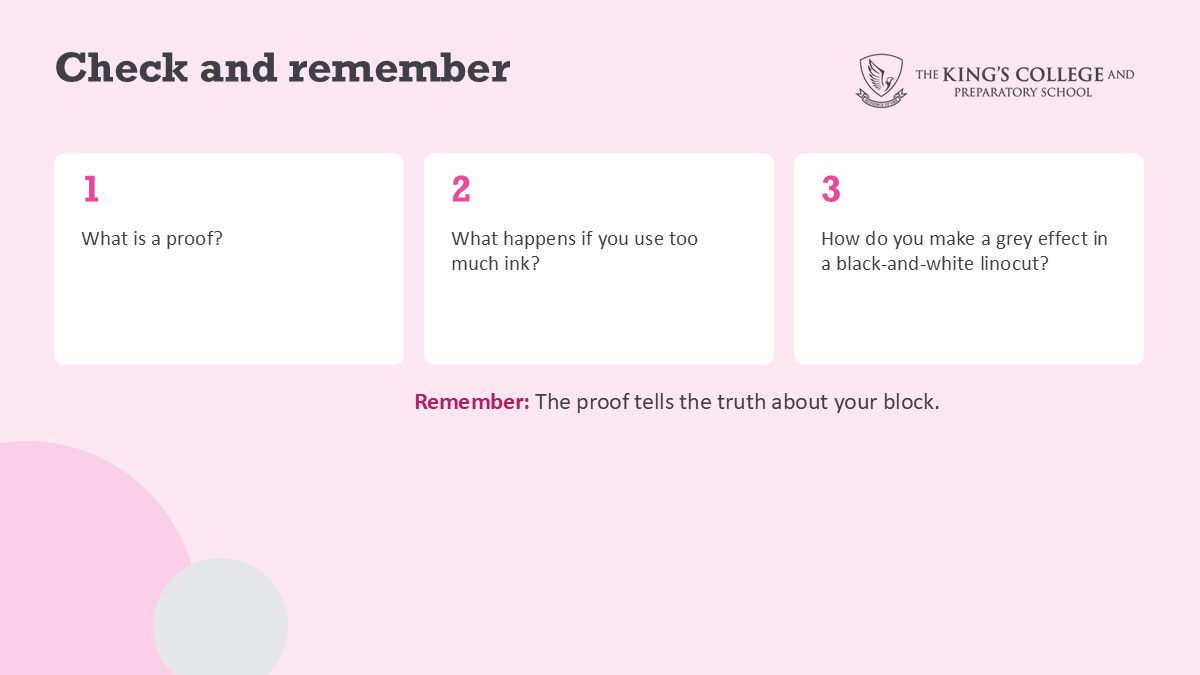 Check and remember
THE KING'S COLLEGE AND
PREPARATORY SCHOOL
1
What is a proof?
2
What happens if you use too
much ink?
3
How do you make a grey effect in
a black-and-white linocut?
Remember: The proof tells the truth about your block.